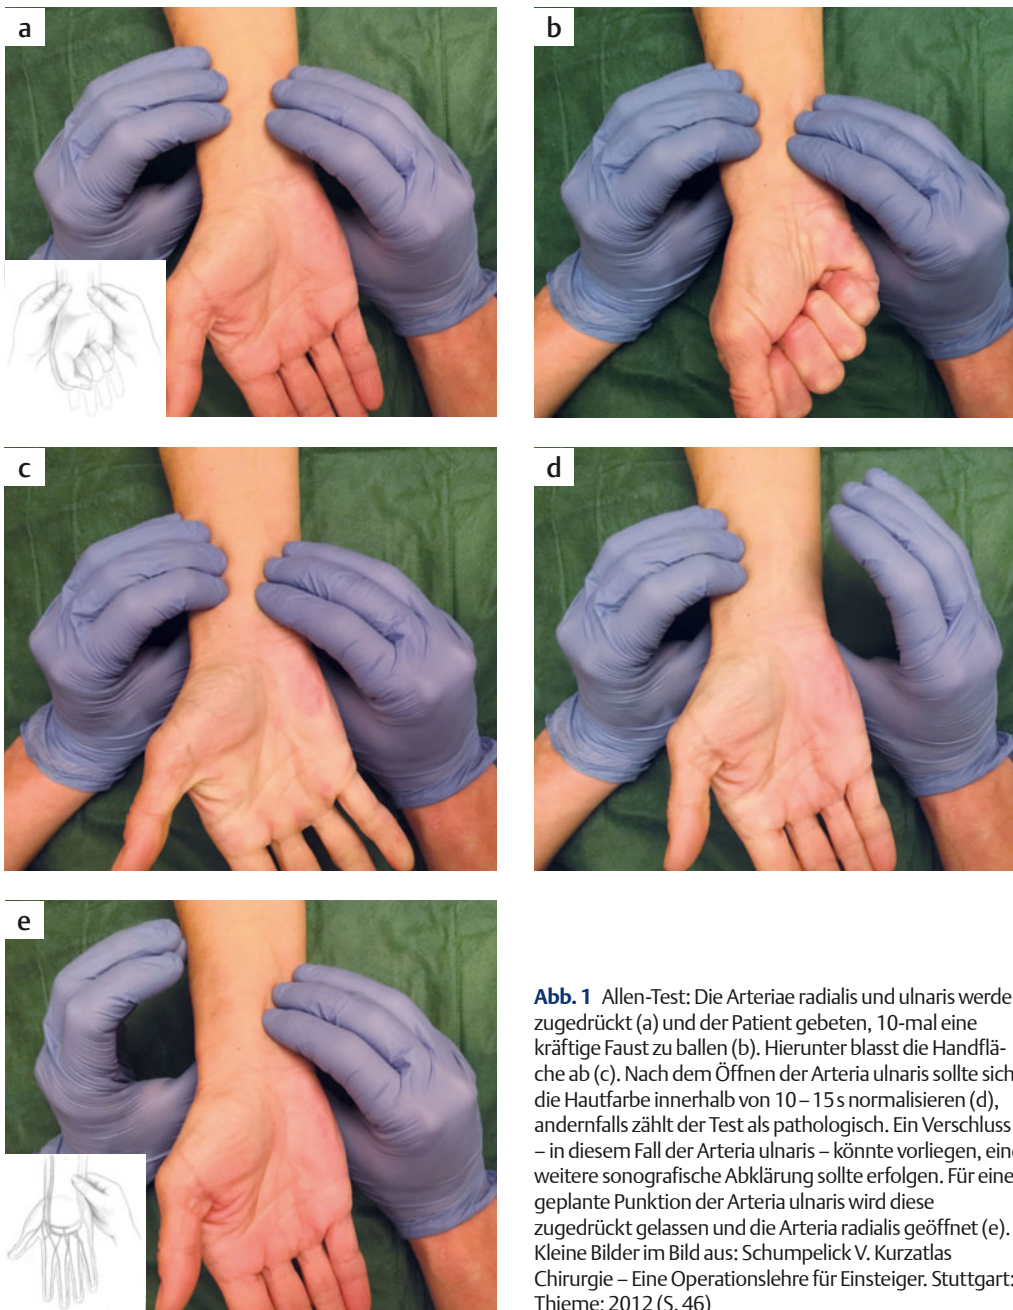 a
b
c
d
e
Abb. 1 Allen-Test: Die Arteriae radialis und ulnaris werde
zugedrückt (a) und der Patient gebeten, 10-mal eine
kräftige Faust zu ballen (b). Hierunter blasst die Handflä-
che ab (c). Nach dem Öffnen der Arteria ulnaris sollte sich
die Hautfarbe innerhalb von 10–15 s normalisieren (d),
andernfalls zählt der Test als pathologisch. Ein Verschluss
– in diesem Fall der Arteria ulnaris – könnte vorliegen, ein
weitere sonografische Abklärung sollte erfolgen. Für eine
geplante Punktion der Arteria ulnaris wird diese
zugedrückt gelassen und die Arteria radialis geöffnet (e).
Kleine Bilder im Bild aus: Schumpelick V. Kurzatlas
Chirurgie – Eine Operationslehre für Einsteiger. Stuttgart:
Thieme; 2012 (S. 46)